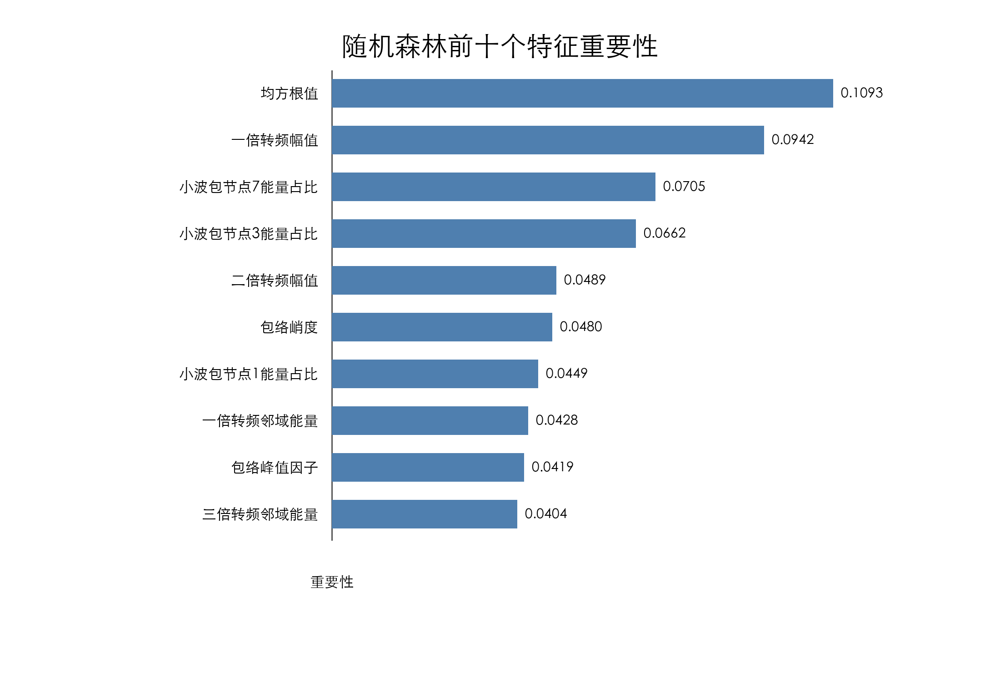 随机森林前十个特征重要性
均方根值 0.1093
一倍转频幅值 0.0942
小波包节点7能量占比 0.0705
小波包节点3能量占比 0.0662
二倍转频幅值 0.0489
包络峭度 0.0480
小波包节点1能量占比 0.0449
一倍转频邻域能量 0.0428
包络峰值因子 0.0419
三倍转频邻域能量 0.0404
重要性